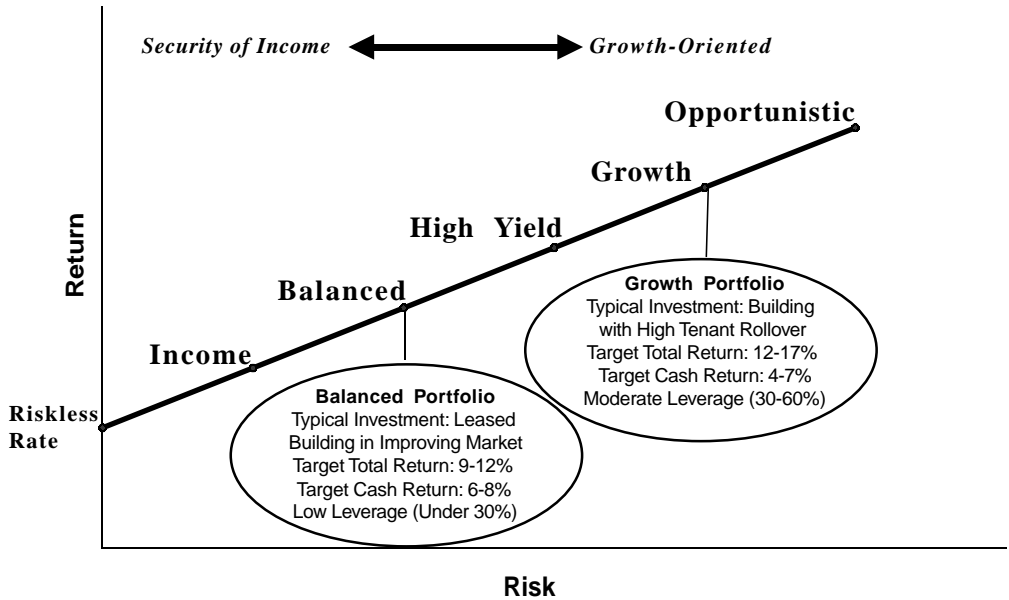 Security of Income
Growth-Oriented
Opportunistic
Growth
High Yield
Balanced
Income
Riskless
Rate
Return
Growth Portfolio
Typical Investment: Building
with High Tenant Rollover
Target Total Return: 12-17%
Target Cash Return: 4-7%
Moderate Leverage (30-60%)
Balanced Portfolio
Typical Investment: Leased
Building in Improving Market
Target Total Return: 9-12%
Target Cash Return: 6-8%
Low Leverage (Under 30%)
Risk